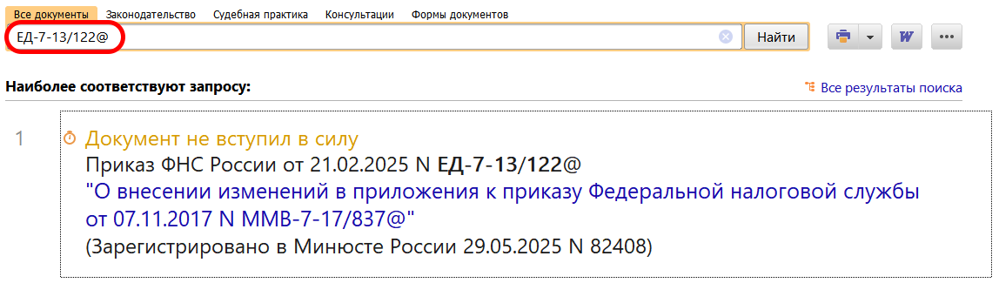 Все документы Законодательство Судебная практика Консультации Формы документов
ЕД-7-13/122@ Найти W
Наиболее соответствуют запросу: Все результаты поиска
1 Документ не вступил в силу
Приказ ФНС России от 21.02.2025 N ЕД-7-13/122@
"О внесении изменений в приложения к приказу Федеральной налоговой службы
от 07.11.2017 N ММВ-7-17/837@"
(Зарегистрировано в Минюсте России 29.05.2025 N 82408)